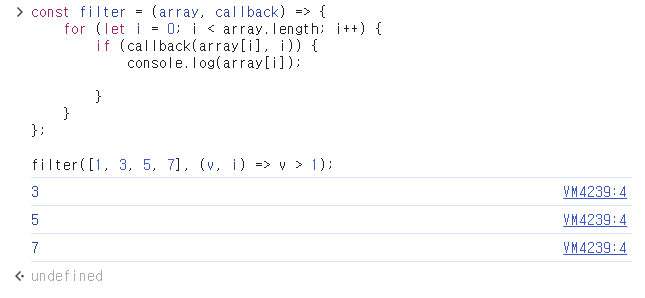 > const filter = (array, callback) => {
    for (let i = 0; i < array.length; i++) {
        if (callback(array[i], i)) {
            console.log(array[i]);
        }
    }
};
filter([1, 3, 5, 7], (v, i) => v > 1);
3 VM4239:4
5 VM4239:4
7 VM4239:4
undefined